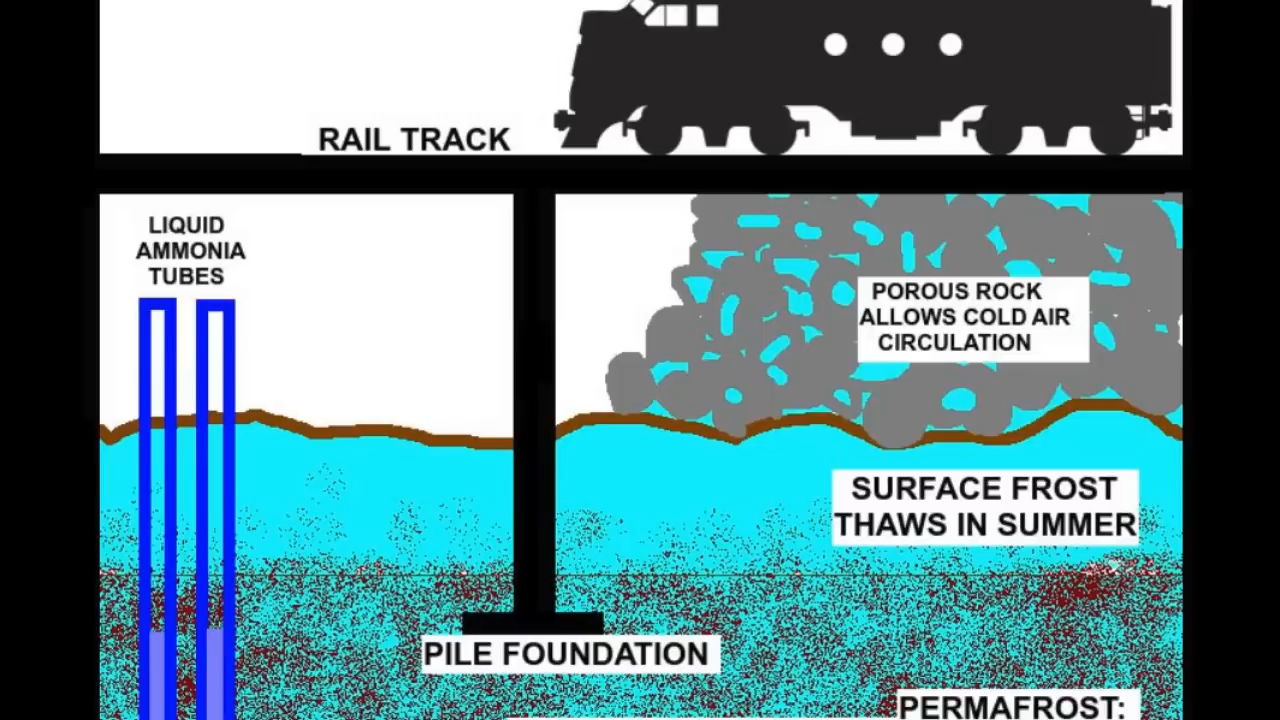 RAIL TRACK
LIQUID
AMMONIA
TUBES
POROUS ROCK
ALLOWS COLD AIR
CIRCULATION
SURFACE FROST
THAWS IN SUMMER
PILE FOUNDATION
PERMAFROST: